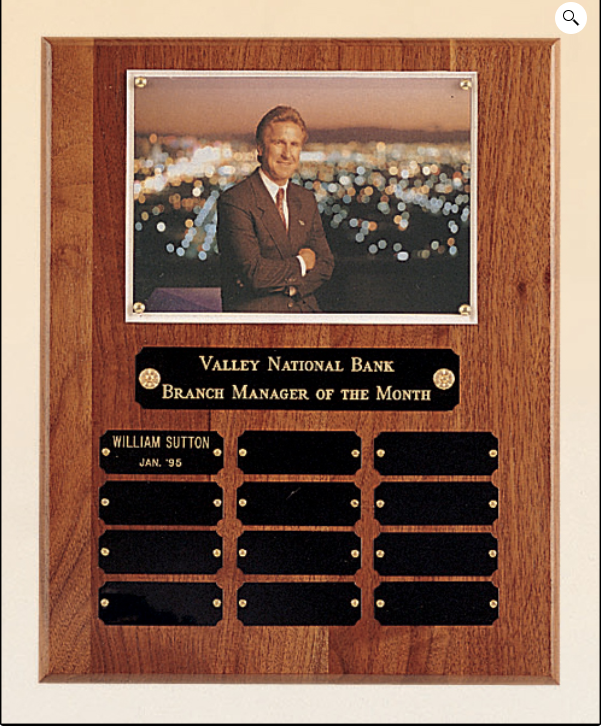 VALLEY NATIONAL BANK
BRANCH MANAGER OF THE MONTH
WILLIAM SUTTON
JAN. '95